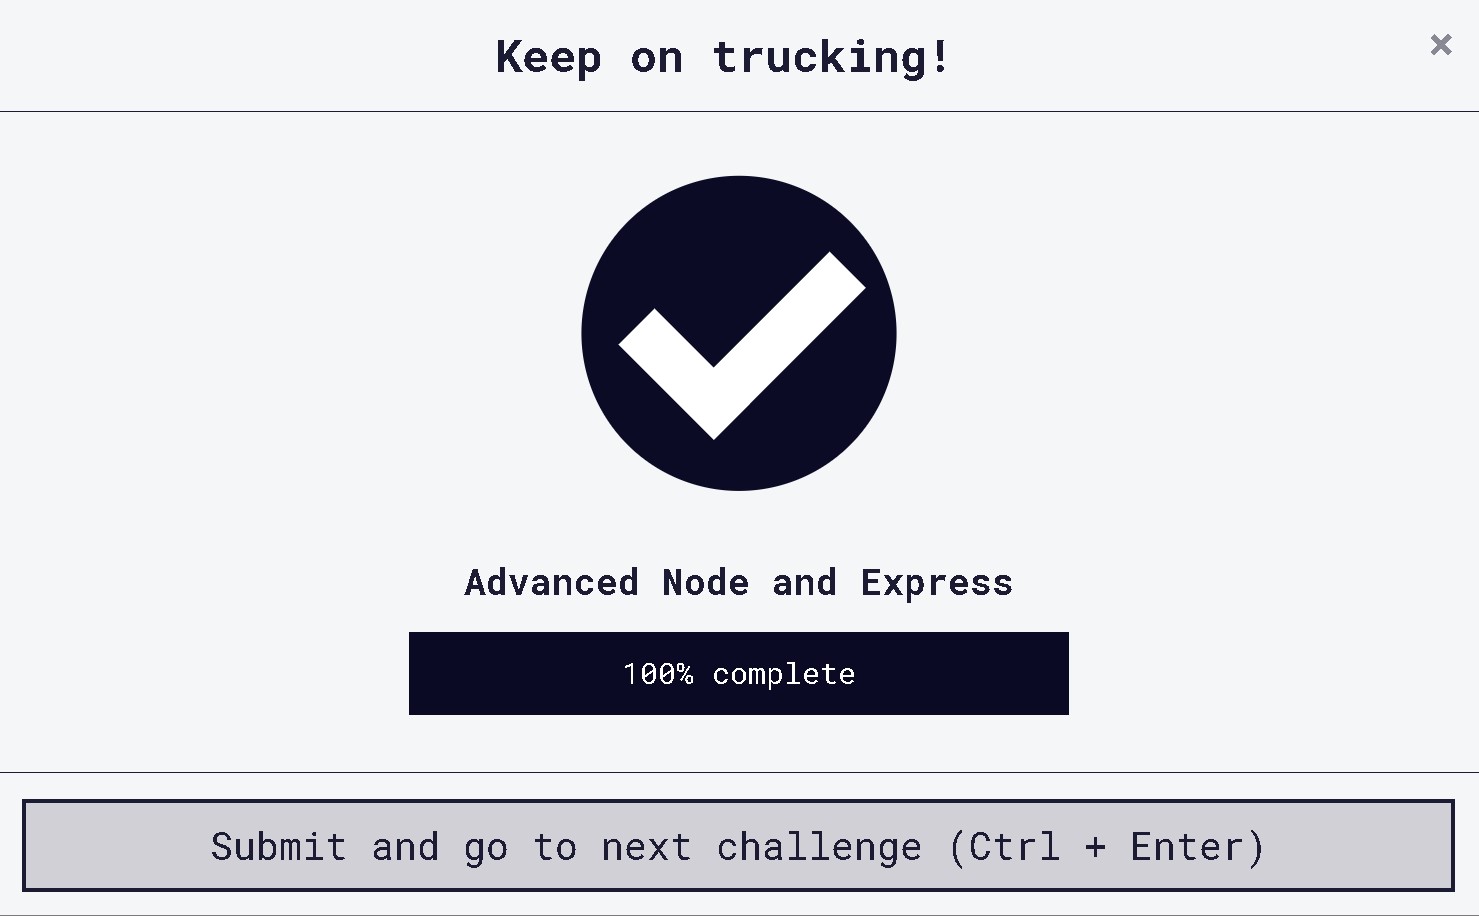 Keep on trucking!
×
Advanced Node and Express
100% complete
Submit and go to next challenge (Ctrl + Enter)